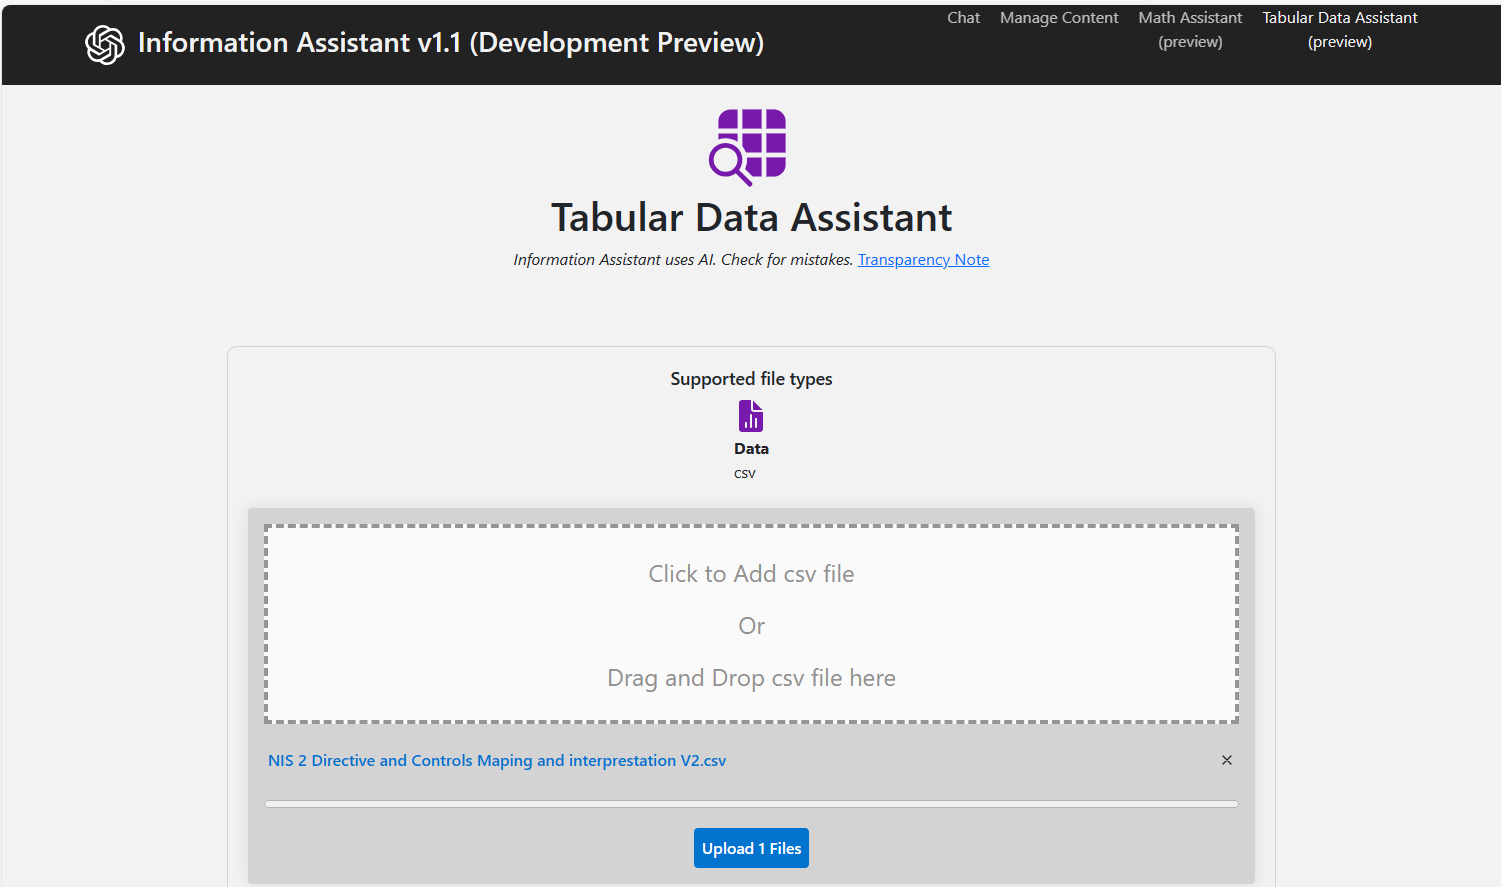 Information Assistant v1.1 (Development Preview)
Chat
Manage Content
Math Assistant
(preview)
Tabular Data Assistant
(preview)
Tabular Data Assistant
Information Assistant uses AI. Check for mistakes. Transparency Note
Supported file types
Data
csv
Click to Add csv file
Or
Drag and Drop csv file here
NIS 2 Directive and Controls Maping and interprestation V2.csv
Upload 1 Files